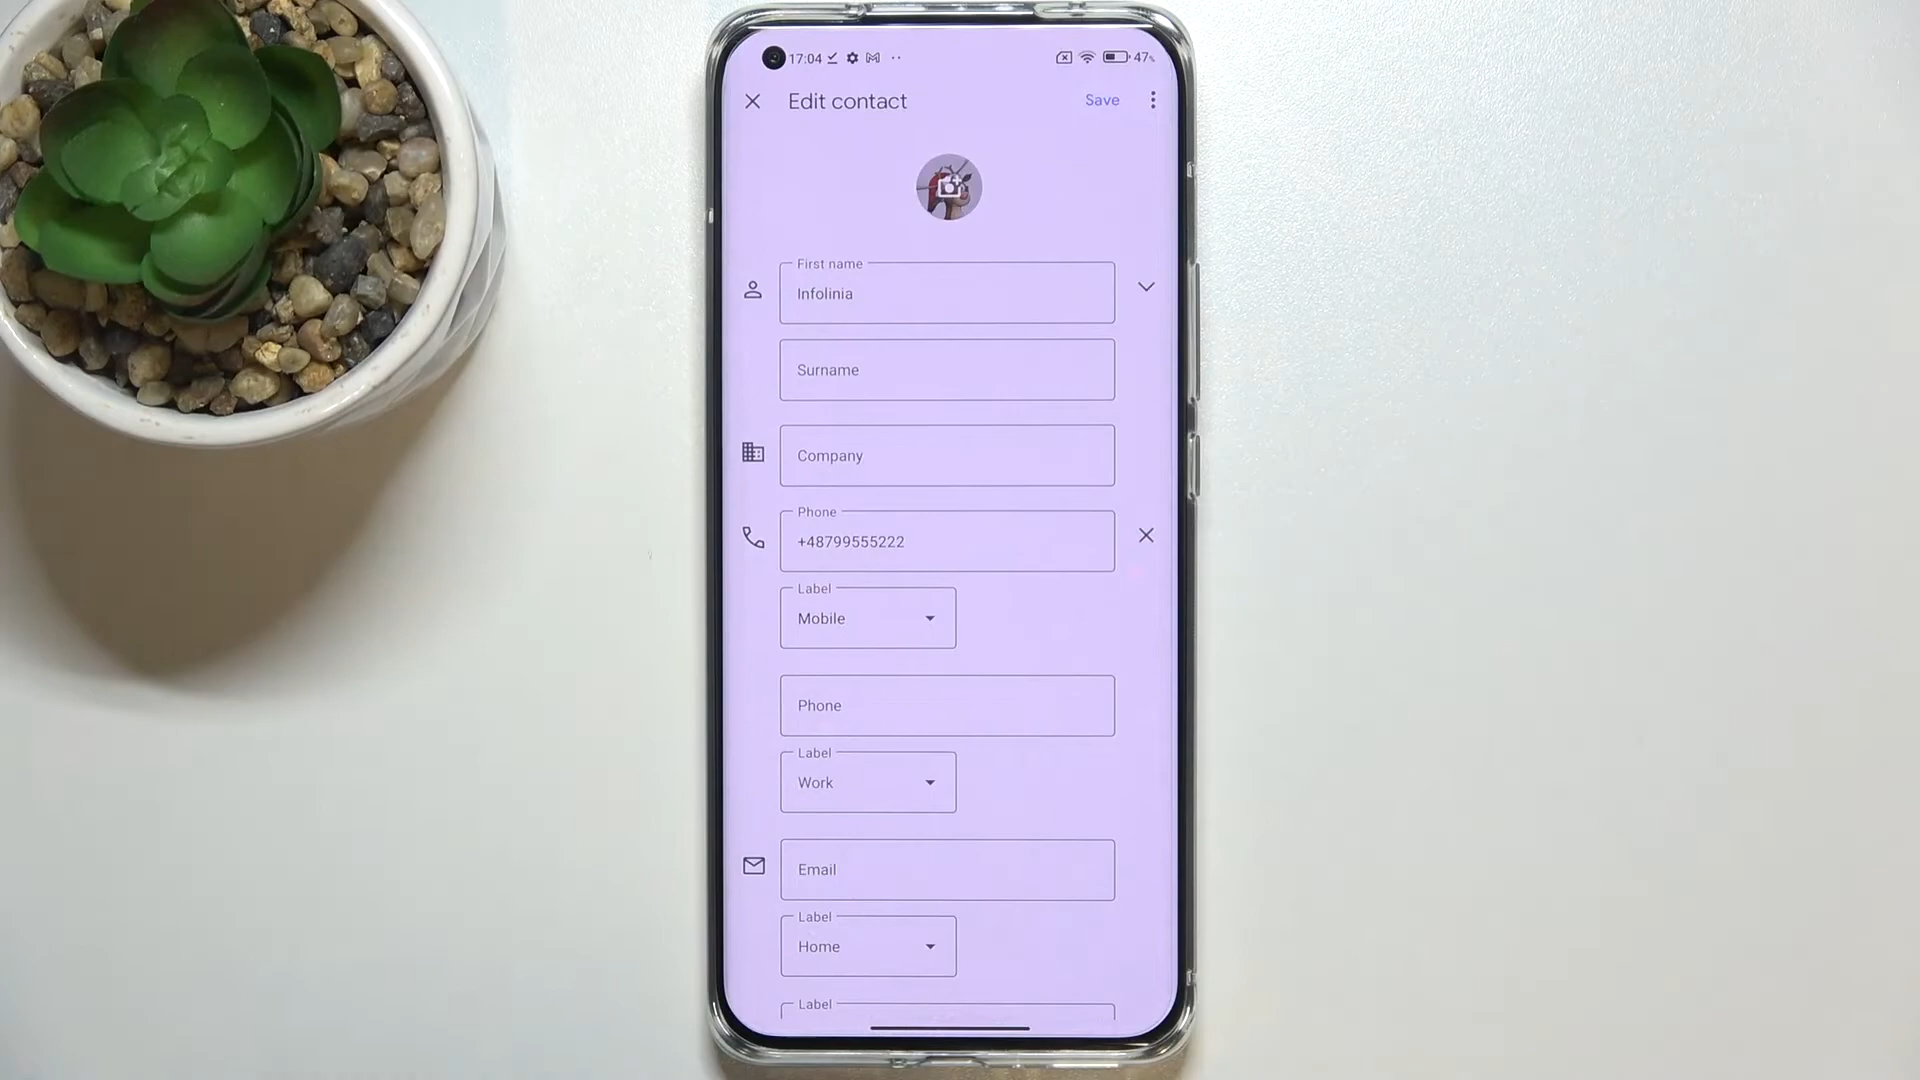 17:04 47%
Edit contact Save
First name
Infolinia
Surname
Company
Phone
+48799555222
Label
Mobile
Phone
Label
Work
Email
Label
Home
Label